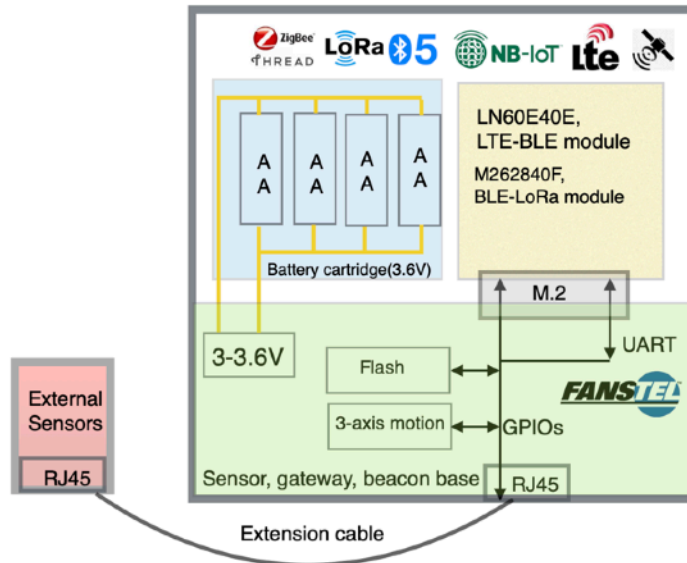 ZigBee
THREAD
LoRa
5
NB-IoT
Lte
A
A
A
A
A
A
A
A
Battery cartridge(3.6V)
LN60E40E,
LTE-BLE module
M262840F,
BLE-LoRa module
M.2
3-3.6V
UART
Flash
FANSTEL
3-axis motion
GPIOs
Sensor, gateway, beacon base
RJ45
External
Sensors
RJ45
Extension cable